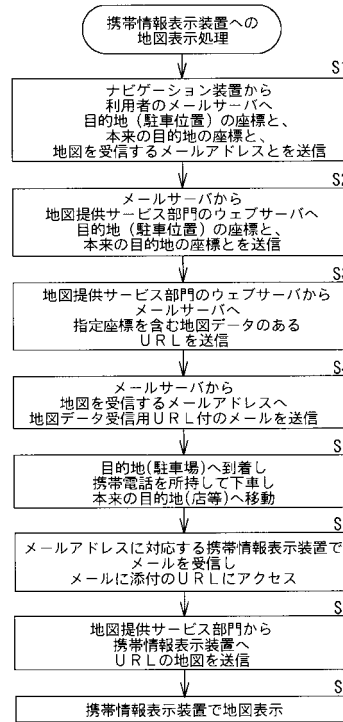 携帯情報表示装置への
地図表示処理
S1
ナビゲーション装置から
利用者のメールサーバへ
目的地（駐車位置）の座標と、
本来の目的地の座標と、
地図を受信するメールアドレスとを送信
S2
メールサーバから
地図提供サービス部門のウェブサーバへ
目的地（駐車位置）の座標と、
本来の目的地の座標とを送信
S3
地図提供サービス部門のウェブサーバから
メールサーバへ
指定座標を含む地図データのある
ＵＲＬを送信
S4
メールサーバから
地図を受信するメールアドレスへ
地図データ受信用ＵＲＬ付のメールを送信
S
目的地(駐車場)へ到着し
携帯電話を所持して下車し
本来の目的地(店等)へ移動
S
メールアドレスに対応する携帯情報表示装置で
メールを受信し
メールに添付のＵＲＬにアクセス
S
地図提供サービス部門から
携帯情報表示装置へ
ＵＲＬの地図を送信
S
携帯情報表示装置で地図表示